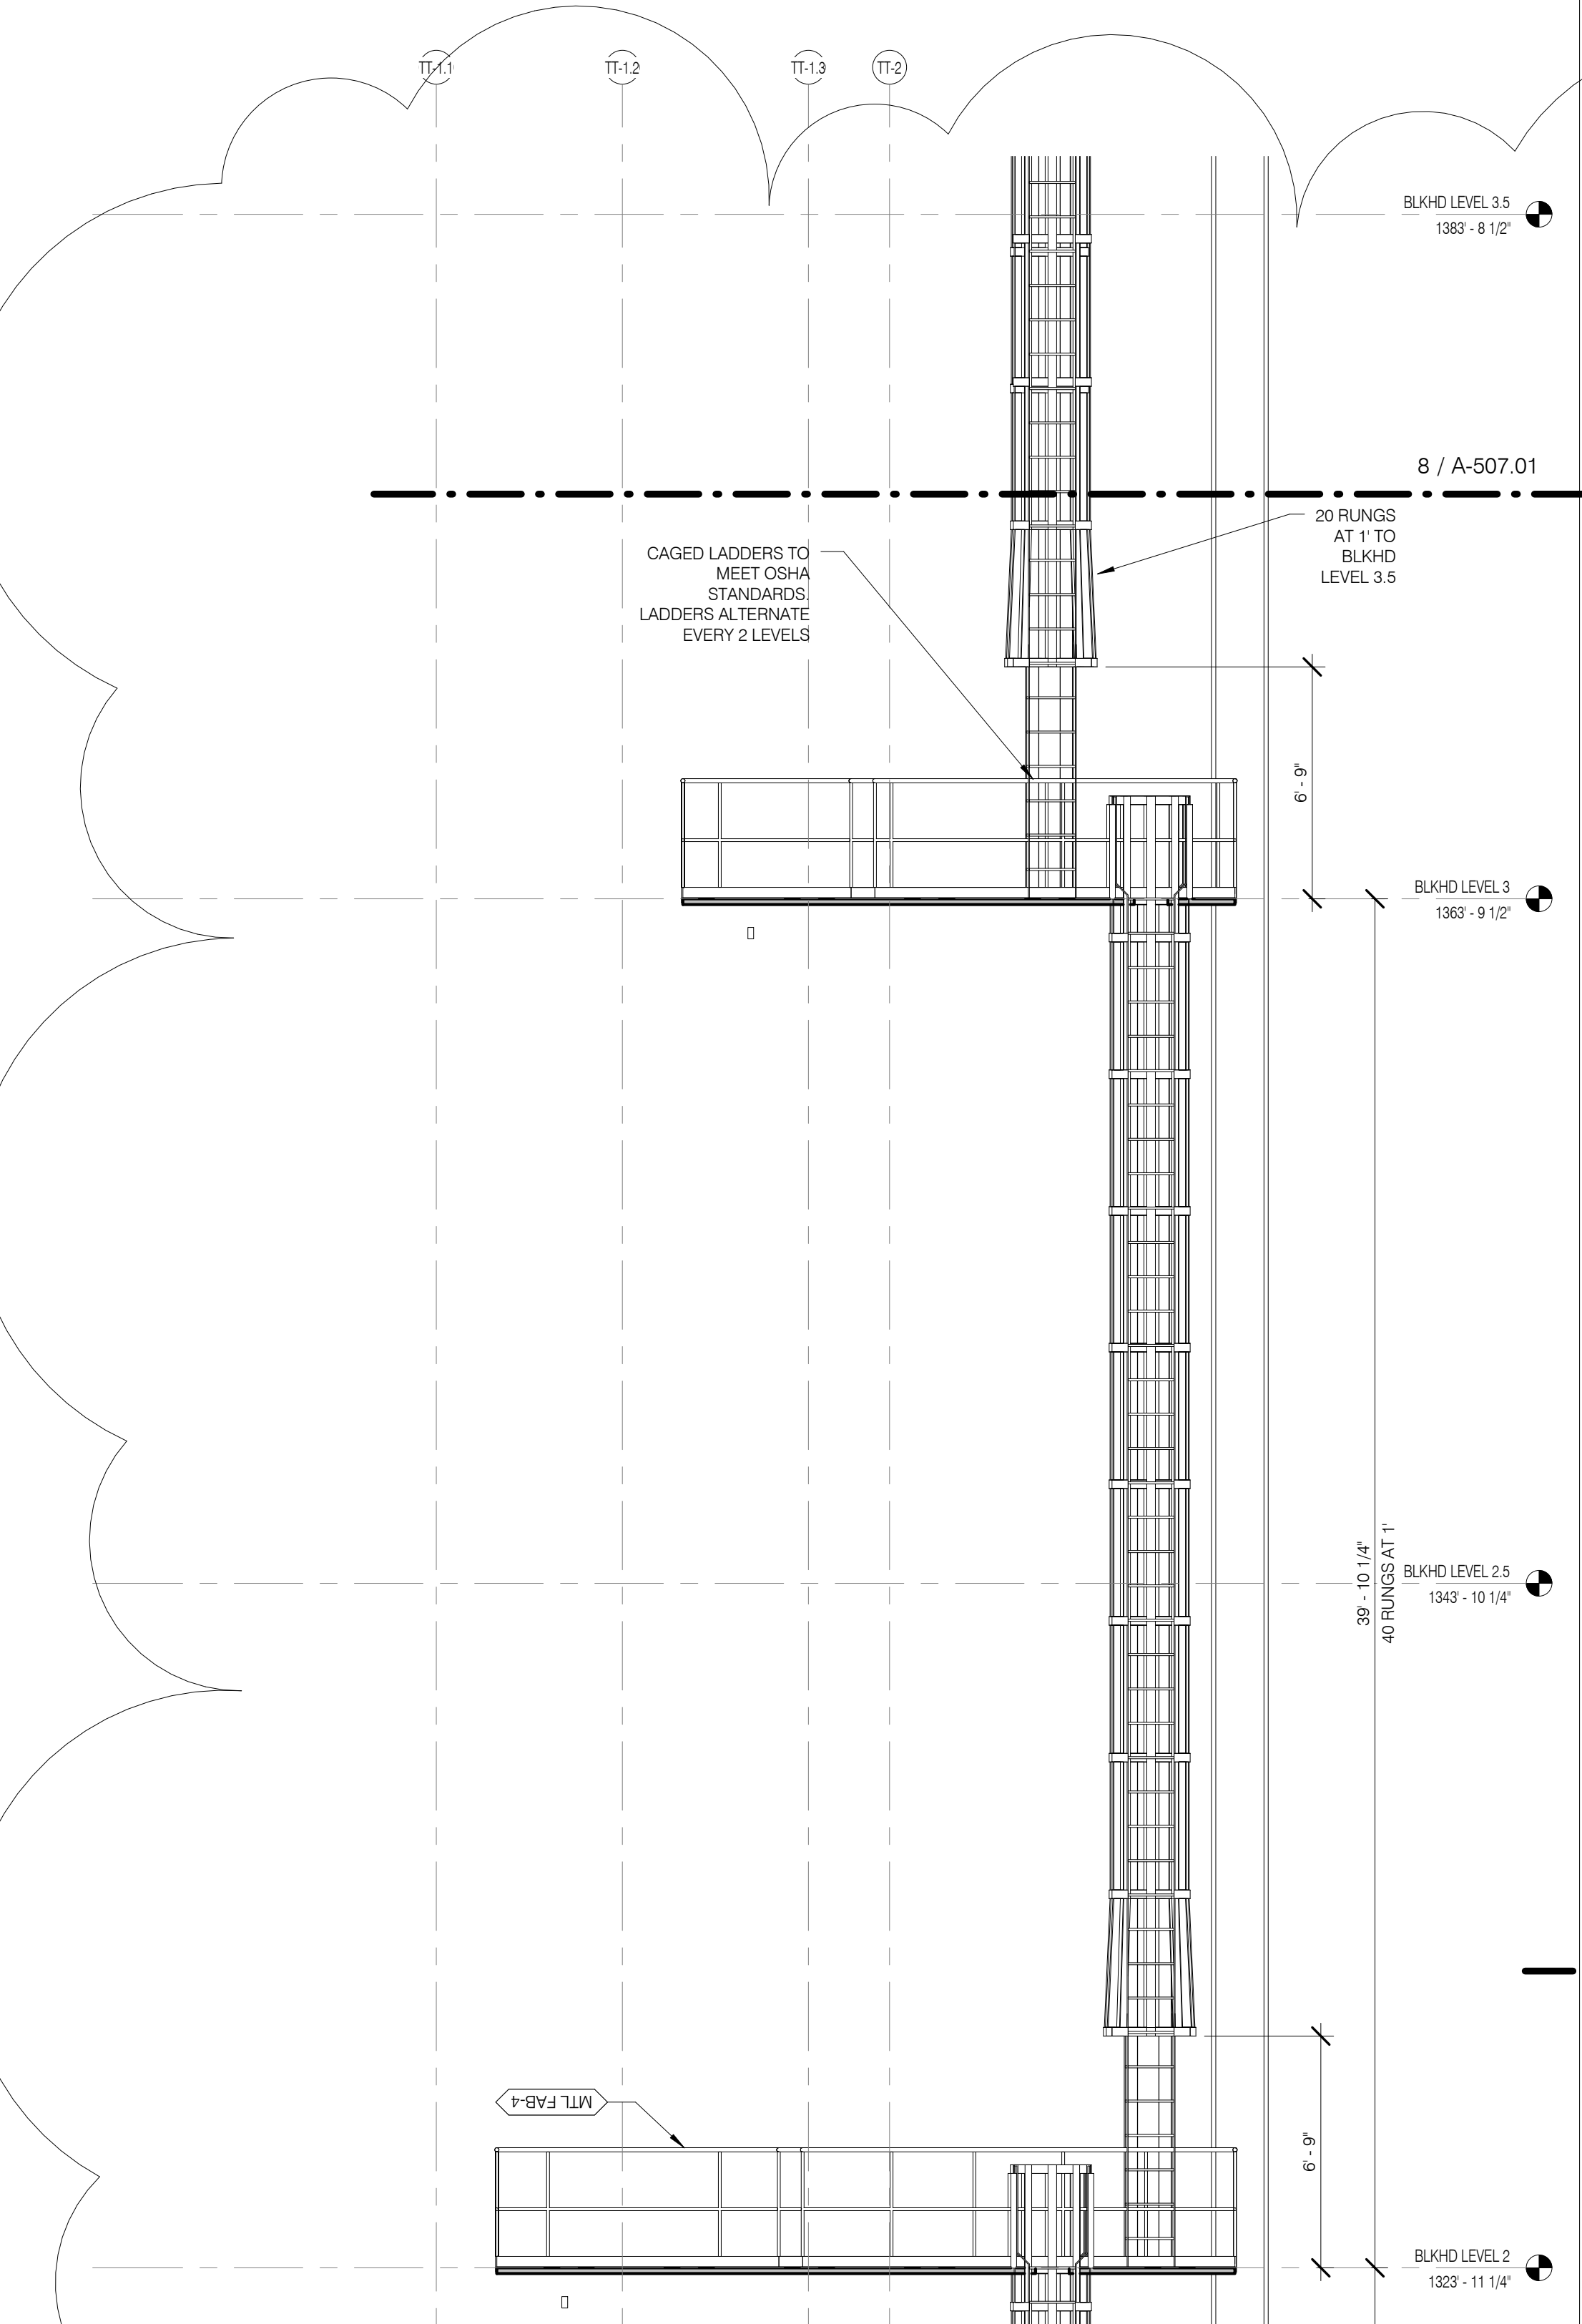 TT-1.1
TT-1.2
TT-1.3
TT-2
BLKHD LEVEL 3.5
1383' - 8 1/2"
8 / A-507.01
20 RUNGS
AT 1' TO
BLKHD
LEVEL 3.5
CAGED LADDERS TO
MEET OSHA
STANDARDS.
LADDERS ALTERNATE
EVERY 2 LEVELS
6' - 9"
BLKHD LEVEL 3
1363' - 9 1/2"
39' - 10 1/4"
40 RUNGS AT 1'
BLKHD LEVEL 2.5
1343' - 10 1/4"
MTL FAB-4
6' - 9"
BLKHD LEVEL 2
1323' - 11 1/4"